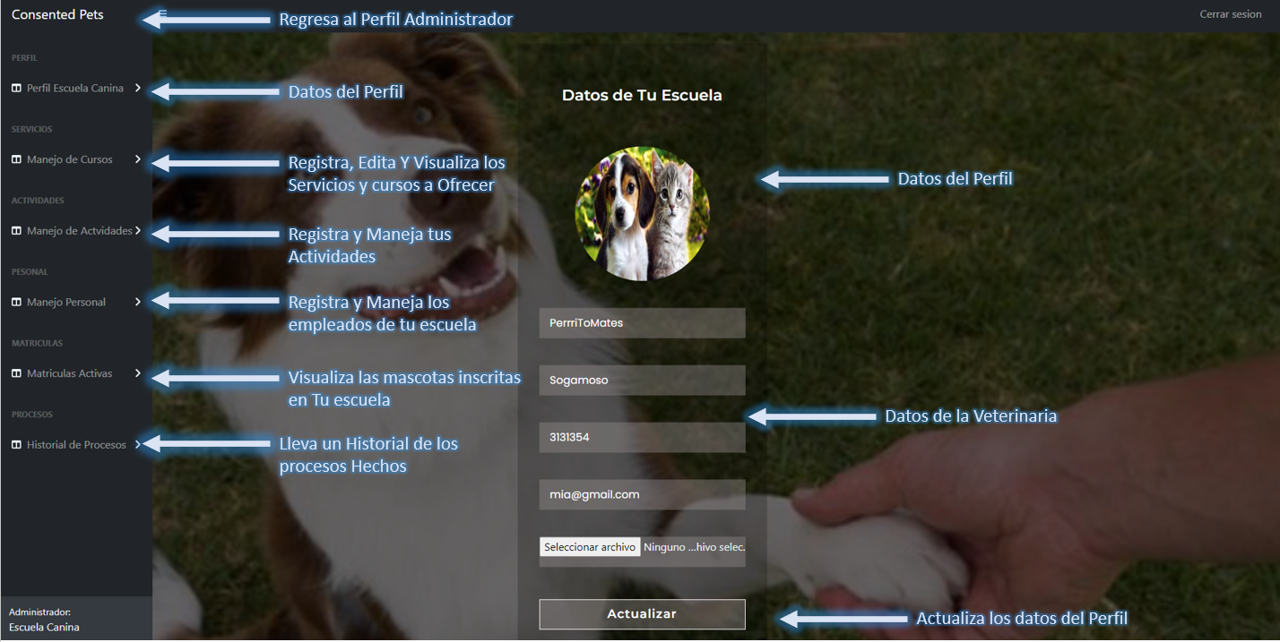 Consented Pets
Regresa al Perfil Administrador
Cerrar sesion
PERFIL
Perfil Escuela Canina
Datos del Perfil
SERVICIOS
Manejo de Cursos
Registra, Edita Y Visualiza los
Servicios y cursos a Ofrecer
ACTIVIDADES
Manejo de Actvidades
Registra y Maneja tus
Actividades
PESONAL
Manejo Personal
Registra y Maneja los
empleados de tu escuela
MATRICULAS
Matriculas Activas
Visualiza las mascotas inscritas
en Tu escuela
PROCESOS
Historial de Procesos
Lleva un Historial de los
procesos Hechos
Administrador:
Escuela Canina
Datos de Tu Escuela
Datos del Perfil
PerrriToMates
Sogamoso
3131354
Datos de la Veterinaria
mia@gmail.com
Seleccionar archivo Ninguno ...hivo selec.
Actualizar
Actualiza los datos del Perfil